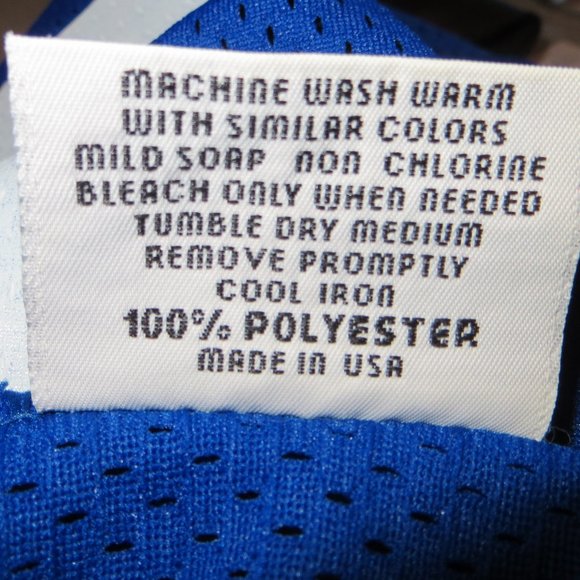 MACHINE WASH WARM
WITH SIMILAR COLORS
MILD SOAP NON CHLORINE
BLEACH ONLY WHEN NEEDED
TUMBLE DRY MEDIUM
REMOVE PROMPTLY
COOL IRON
100% POLYESTER
MADE IN USA